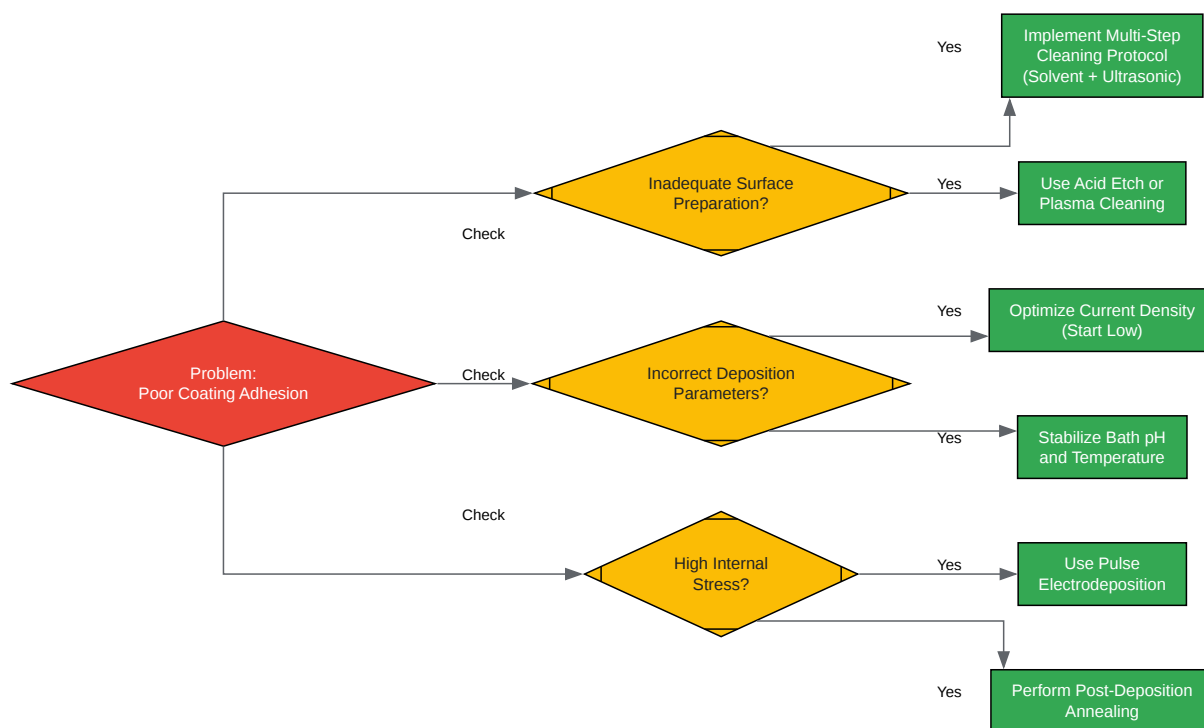 Yes
Implement Multi-Step
Cleaning Protocol
(Solvent + Ultrasonic)
Inadequate Surface
Preparation?
Yes
Use Acid Etch or
Plasma Cleaning
Check
Problem:
Poor Coating Adhesion
Check
Incorrect Deposition
Parameters?
Yes
Optimize Current Density
(Start Low)
Yes
Stabilize Bath pH
and Temperature
Check
High Internal
Stress?
Yes
Use Pulse
Electrodeposition
Yes
Perform Post-Deposition
Annealing